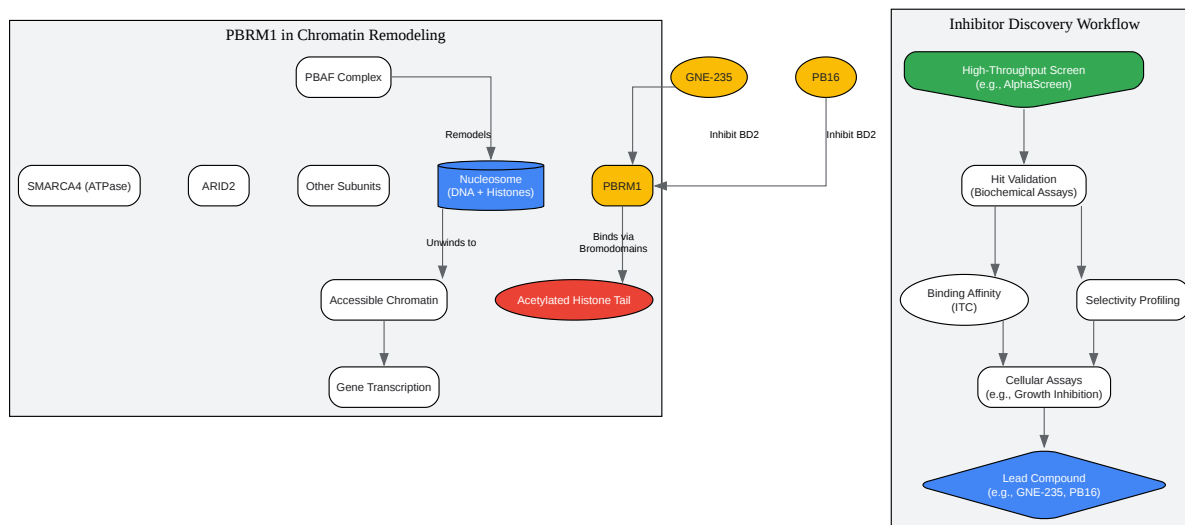 PBRM1 in Chromatin Remodeling
PBAF Complex
GNE-235
PB16
Remodels
Inhibit BD2
Inhibit BD2
SMARCA4 (ATPase)
ARID2
Other Subunits
Nucleosome
(DNA + Histones)
PBRM1
Unwinds to
Binds via
Bromodomains
Accessible Chromatin
Acetylated Histone Tail
Gene Transcription
Inhibitor Discovery Workflow
High-Throughput Screen
(e.g., AlphaScreen)
Hit Validation
(Biochemical Assays)
Binding Affinity
(ITC)
Selectivity Profiling
Cellular Assays
(e.g., Growth Inhibition)
Lead Compound
(e.g., GNE-235, PB16)